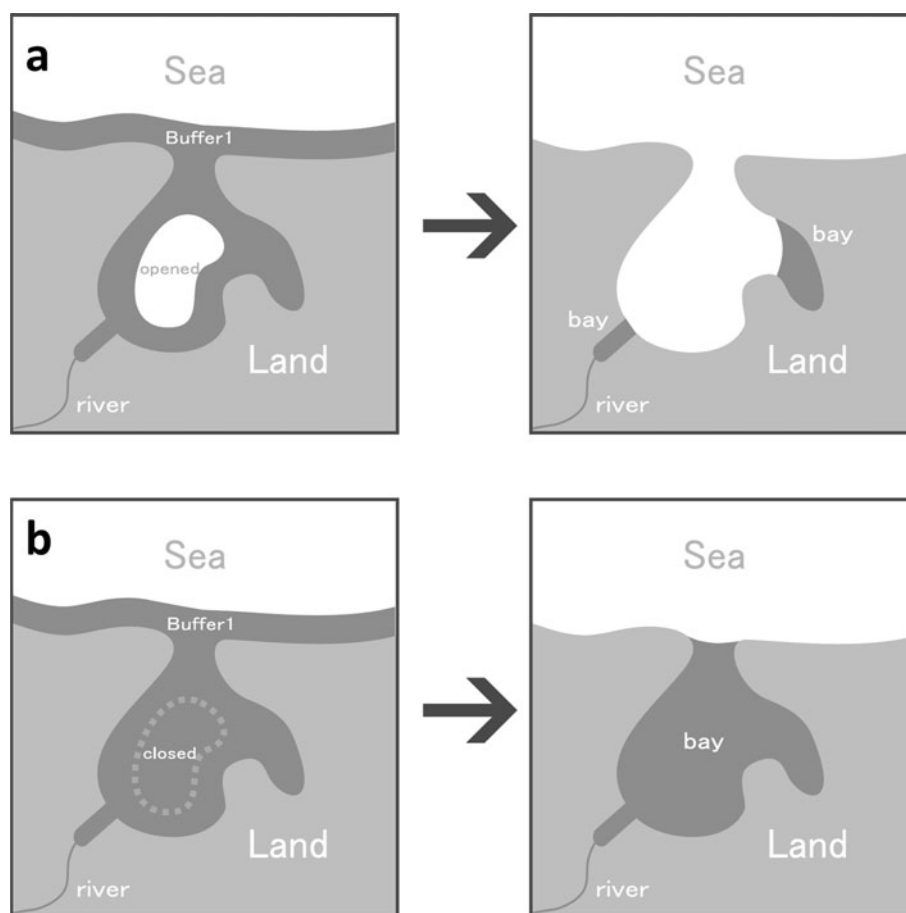 a
Sea
Buffer1
opened
Land
river
Sea
bay
bay
Land
river
b
Sea
Buffer1
closed
Land
river
Sea
bay
Land
river